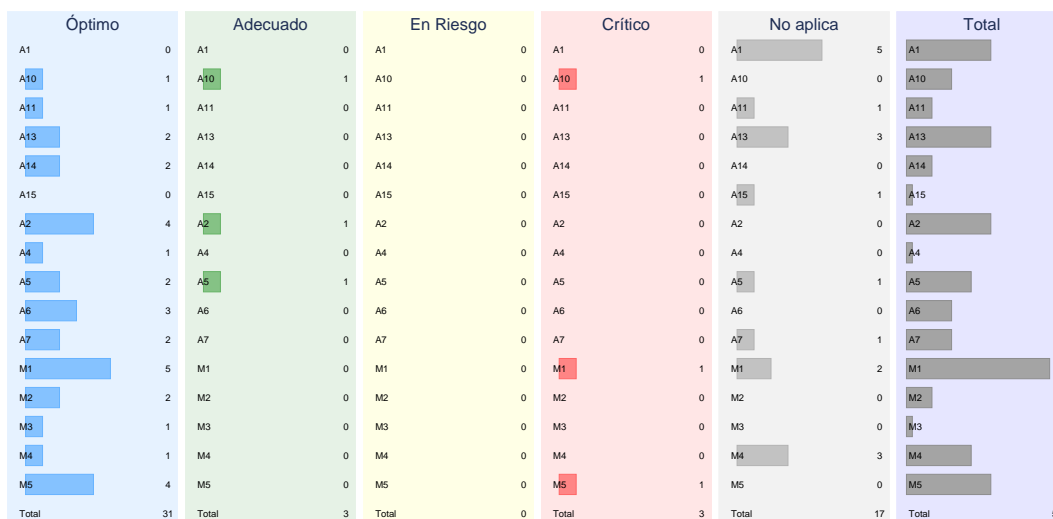 Óptimo Adecuado En Riesgo Crítico No aplica Total
A1 0 A1 0 A1 0 A1 0 A1 5 A1
A10 1 A10 1 A10 0 A10 1 A10 0 A10
A11 1 A11 0 A11 0 A11 0 A11 1 A11
A13 2 A13 0 A13 0 A13 0 A13 3 A13
A14 2 A14 0 A14 0 A14 0 A14 0 A14
A15 0 A15 0 A15 0 A15 0 A15 1 A15
A2 4 A2 1 A2 0 A2 0 A2 0 A2
A4 1 A4 0 A4 0 A4 0 A4 0 A4
A5 2 A5 1 A5 0 A5 0 A5 1 A5
A6 3 A6 0 A6 0 A6 0 A6 0 A6
A7 2 A7 0 A7 0 A7 0 A7 1 A7
M1 5 M1 0 M1 0 M1 1 M1 2 M1
M2 2 M2 0 M2 0 M2 0 M2 0 M2
M3 1 M3 0 M3 0 M3 0 M3 0 M3
M4 1 M4 0 M4 0 M4 0 M4 3 M4
M5 4 M5 0 M5 0 M5 1 M5 0 M5
Total 31 Total 3 Total 0 Total 3 Total 17 Total